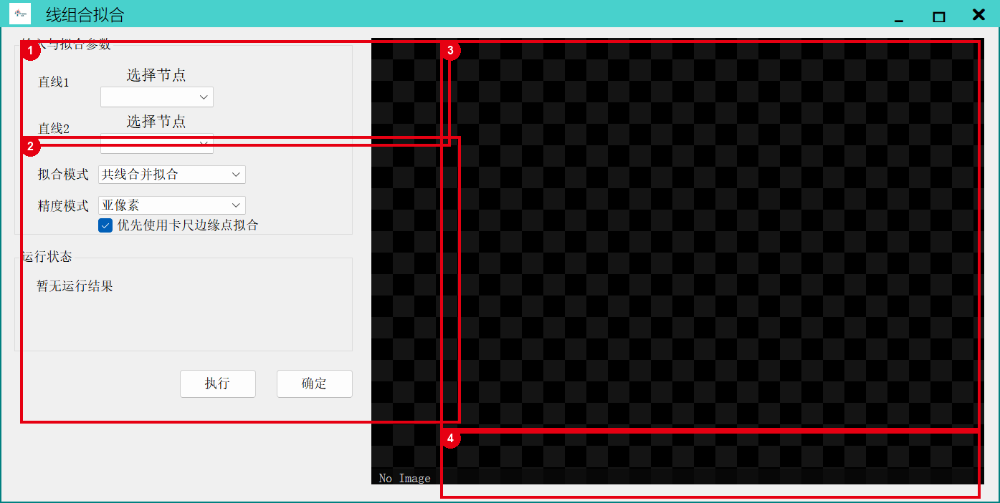 线组合拟合
输入与拟合参数
1
3
选择节点
直线1
选择节点
直线2
2
拟合模式 共线合并拟合
精度模式 亚像素
优先使用卡尺边缘点拟合
运行状态
暂无运行结果
执行 确定
4
No Image